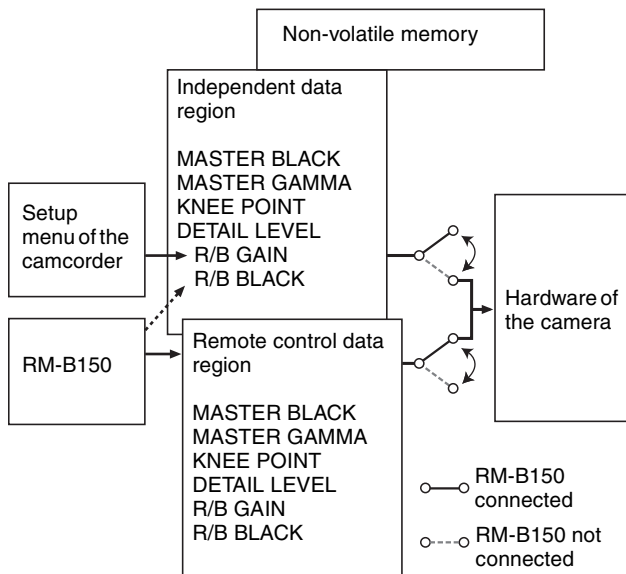 Non-volatile memory
Independent data
region
MASTER BLACK
MASTER GAMMA
KNEE POINT
DETAIL LEVEL
R/B GAIN
R/B BLACK
Setup
menu of the
camcorder
RM-B150
Hardware of
the camera
Remote control data
region
MASTER BLACK
MASTER GAMMA
KNEE POINT
DETAIL LEVEL
R/B GAIN
R/B BLACK
RM-B150
connected
RM-B150 not
connected